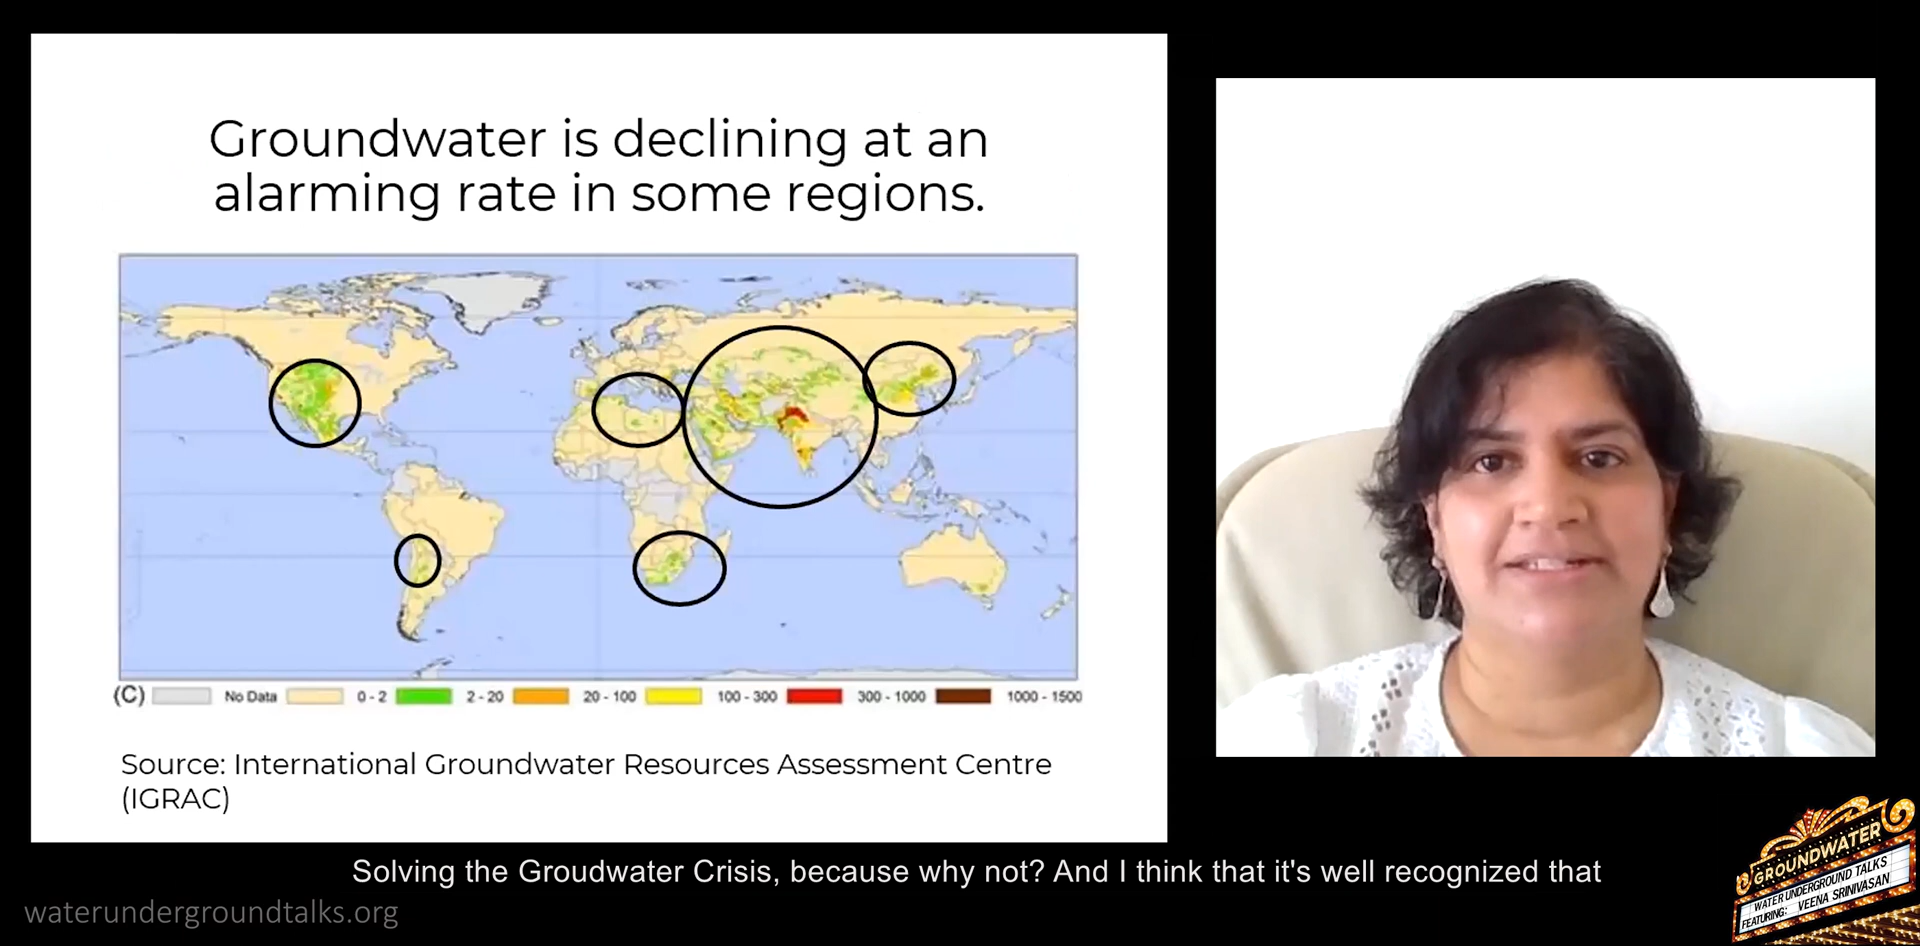 Groundwater is declining at an
alarming rate in some regions.
(C) No Data 0 - 2 2 - 20 20 - 100 100 - 300 300 - 1000 1000 - 1500
Source: International Groundwater Resources Assessment Centre
(IGRAC)
Solving the Groudwater Crisis, because why not? And I think that it's well recognized that
waterundergroundtalks.org
GROUNDWATER
WATER UNDERGROUND TALKS
FEATURING: VEENA SRINIVASAN